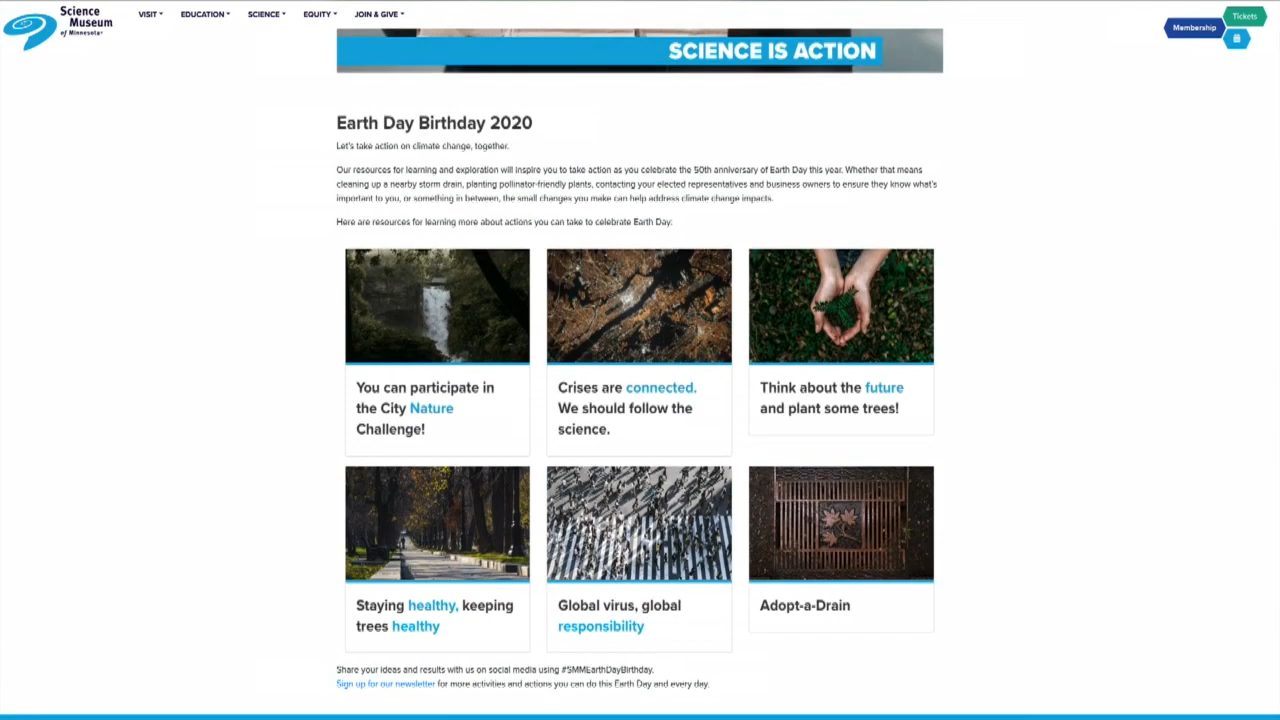 Science
Museum
of Minnesota
VISIT
EDUCATION
SCIENCE
EQUITY
JOIN & GIVE
Tickets
Membership
SCIENCE IS ACTION
Earth Day Birthday 2020
Let's take action on climate change, together.
Our resources for learning and exploration will inspire you to take action as you celebrate the 50th anniversary of Earth Day this year. Whether that means
cleaning up a nearby storm drain, planting pollinator-friendly plants, contacting your elected representatives and business owners to ensure they know what's
important to you, or something in between, the small changes you make can help address climate change impacts.
Here are resources for learning more about actions you can take to celebrate Earth Day:
You can participate in
the City Nature
Challenge!
Crises are connected.
We should follow the
science.
Think about the future
and plant some trees!
Staying healthy, keeping
trees healthy
Global virus, global
responsibility
Adopt-a-Drain
Share your ideas and results with us on social media using #SMMEarthDayBirthday.
Sign up for our newsletter for more activities and actions you can do this Earth Day and every day.